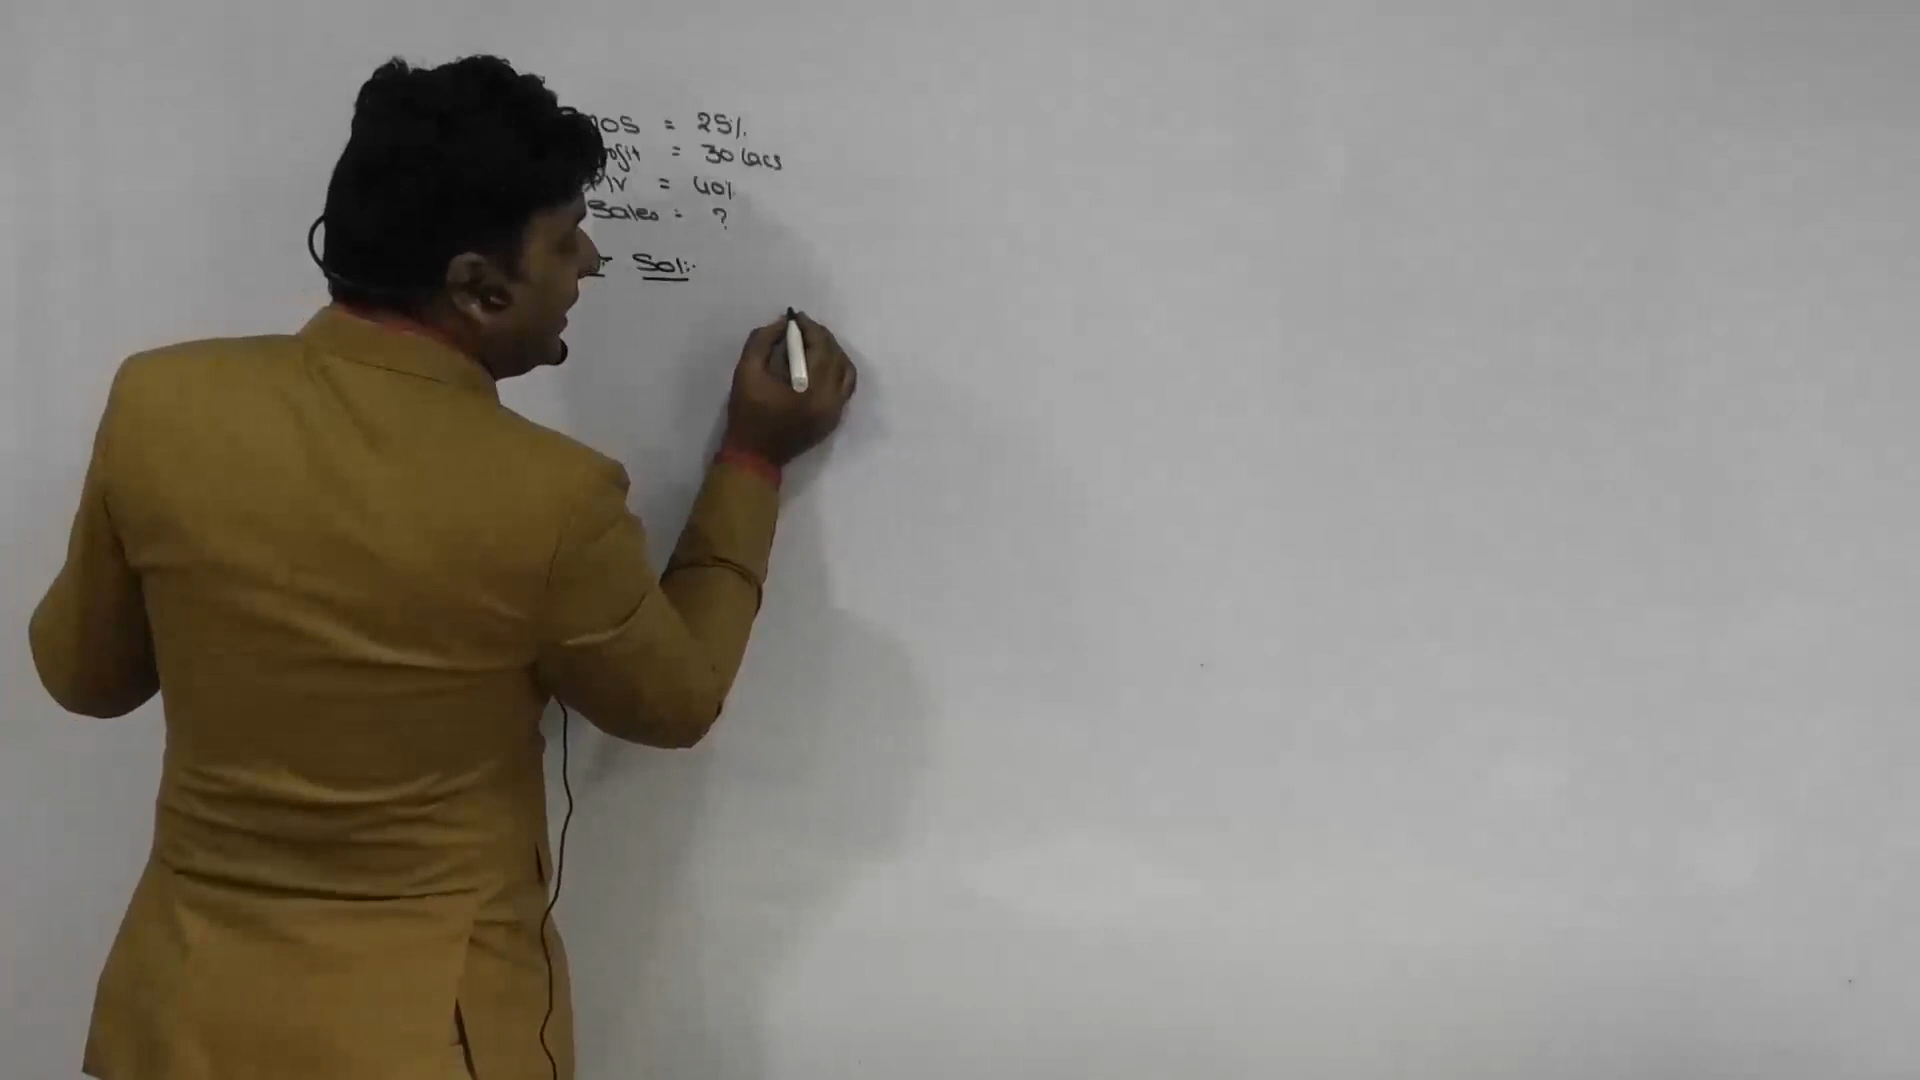 MOS = 25%
= 30 lacs
= 40%
Sales = ?
Sol:-